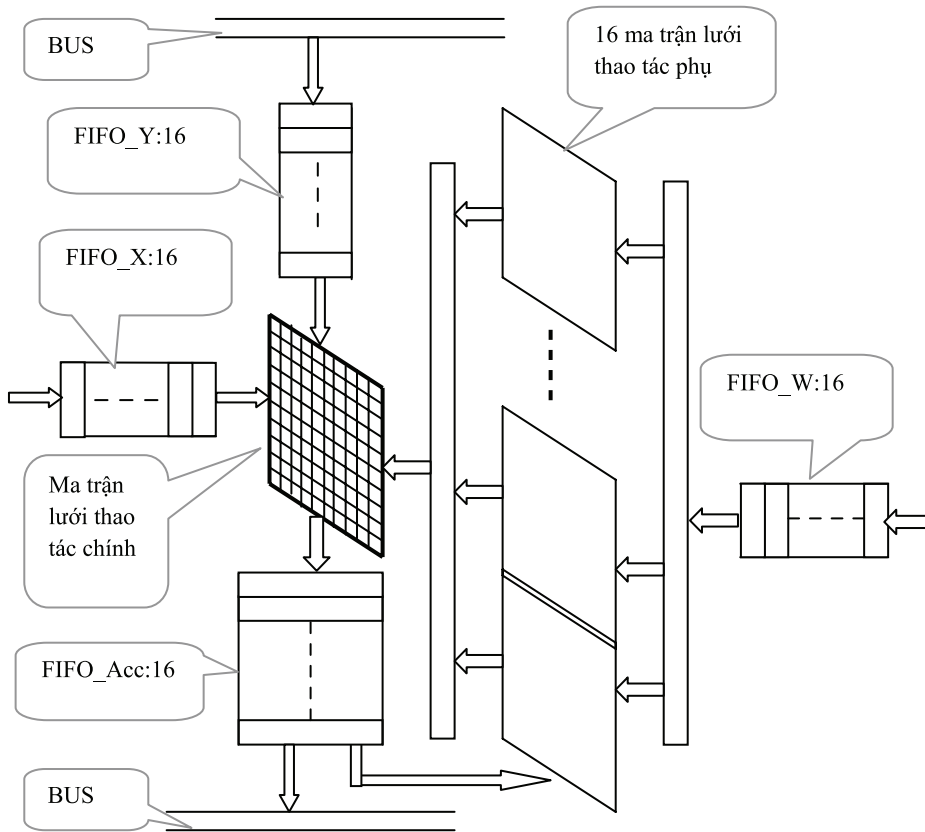 BUS
16 ma trận lưới
thao tác phụ
FIFO_Y:16
FIFO_X:16
FIFO_W:16
Ma trận
lưới thao
tác chính
FIFO_Acc:16
BUS